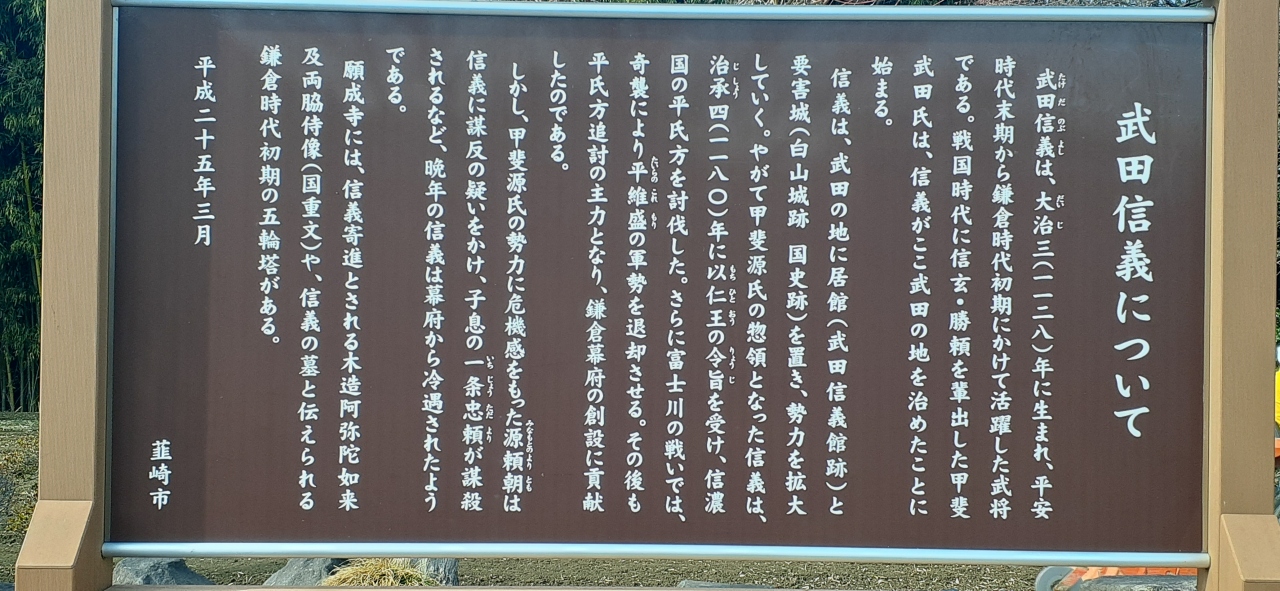 武田信義について
武田信義は、大治三(一一二八)年に生まれ、平安
時代末期から鎌倉時代初期にかけて活躍した武将
である。戦国時代に信玄・勝頼を輩出した甲斐
武田氏は、信義がここ武田の地を治めたことに
始まる。
信義は、武田の地に居館(武田信義館跡)と
要害城(白山城跡 国史跡)を置き、勢力を拡大
していく。やがて甲斐源氏の惣領となった信義は、
治承四(一一八〇)年に以仁王の令旨を受け、信濃
国の平氏方を討伐した。さらに富士川の戦いでは、
奇襲により平維盛の軍勢を退却させる。その後も
平氏方追討の主力となり、鎌倉幕府の創設に貢献
したのである。
しかし、甲斐源氏の勢力に危機感をもった源頼朝は
信義に謀反の疑いをかけ、子息の一条忠頼が謀殺
されるなど、晩年の信義は幕府から冷遇されたよう
である。
願成寺には、信義寄進とされる木造阿弥陀如来
及両脇侍像(国重文)や、信義の墓と伝えられる
鎌倉時代初期の五輪塔がある。
平成二十五年三月
韮崎市